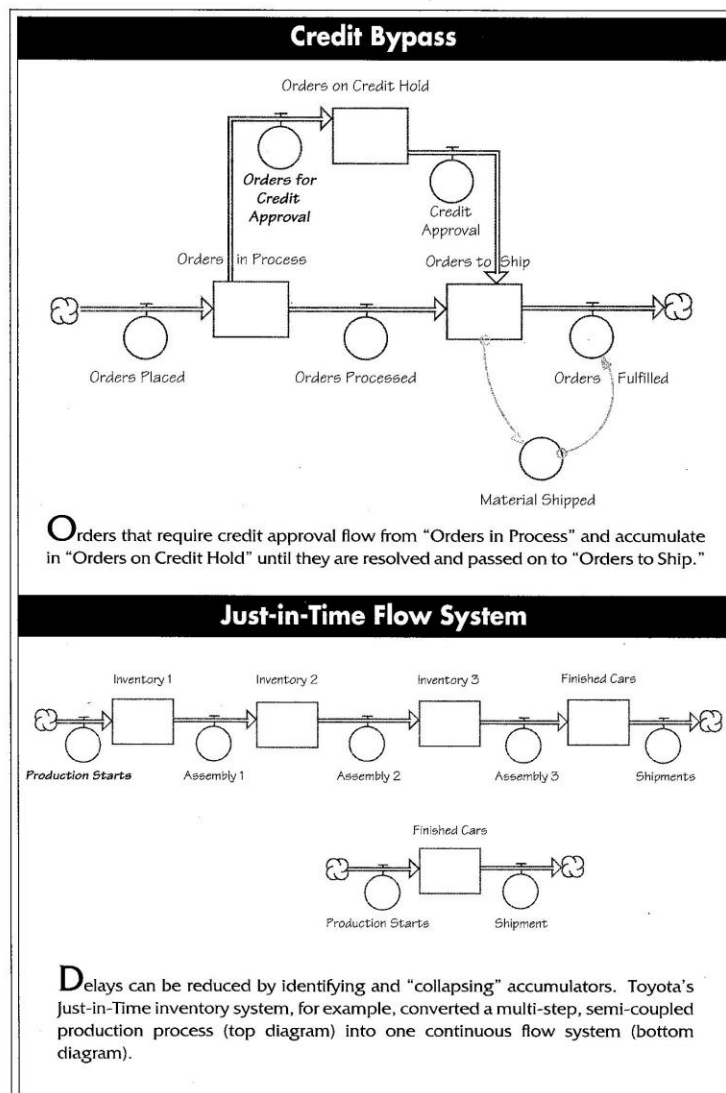 Credit Bypass
Orders on Credit Hold
Orders for
Credit
Approval
Credit
Approval
Orders in Process
Orders to Ship
Orders Placed
Orders Processed
Orders Fulfilled
Material Shipped
Orders that require credit approval flow from “Orders in Process” and accumulate
in “Orders on Credit Hold” until they are resolved and passed on to “Orders to Ship.”
Just-in-Time Flow System
Inventory 1
Inventory 2
Inventory 3
Finished Cars
Production Starts
Assembly 1
Assembly 2
Assembly 3
Shipments
Finished Cars
Production Starts
Shipment
Delays can be reduced by identifying and “collapsing” accumulators. Toyota’s
Just-in-Time inventory system, for example, converted a multi-step, semi-coupled
production process (top diagram) into one continuous flow system (bottom
diagram).